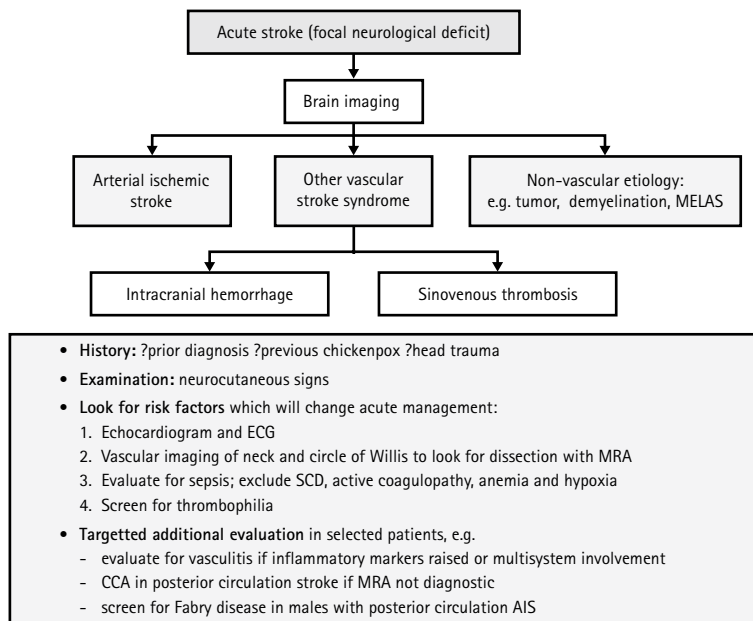 Acute stroke (focal neurological deficit)
Brain imaging
Arterial ischemic
stroke
Other vascular
stroke syndrome
Non-vascular etiology:
e.g. tumor, demyelination, MELAS
Intracranial hemorrhage
Sinovenous thrombosis
• History: ?prior diagnosis ?previous chickenpox ?head trauma
• Examination: neurocutaneous signs
• Look for risk factors which will change acute management:
1. Echocardiogram and ECG
2. Vascular imaging of neck and circle of Willis to look for dissection with MRA
3. Evaluate for sepsis; exclude SCD, active coagulopathy, anemia and hypoxia
4. Screen for thrombophilia
• Targetted additional evaluation in selected patients, e.g.
- evaluate for vasculitis if inflammatory markers raised or multisystem involvement
- CCA in posterior circulation stroke if MRA not diagnostic
- screen for Fabry disease in males with posterior circulation AIS